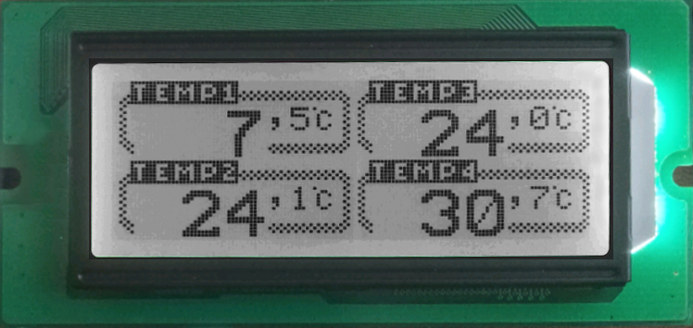 TEMP1
7,5°C
TEMP3
24,0°C
TEMP2
24,1°C
TEMP4
30,7°C